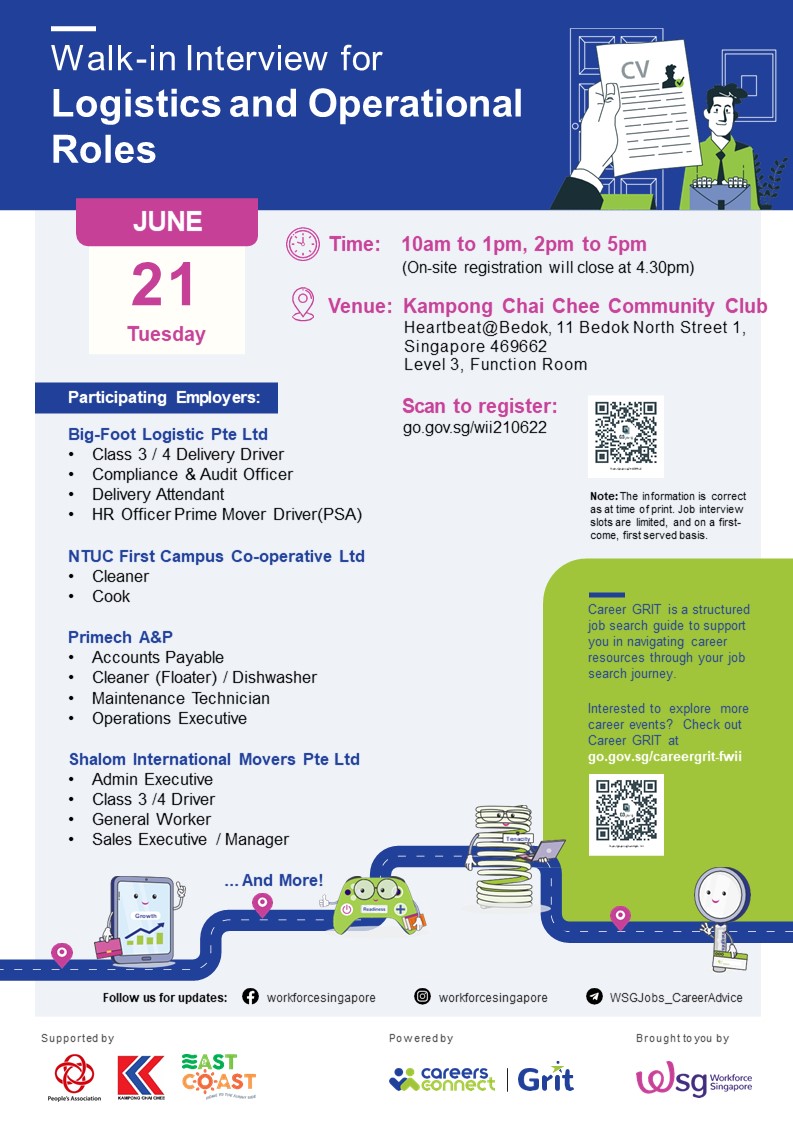 Walk-in Interview for
Logistics and Operational
Roles
CV
JUNE
21
Tuesday
Time: 10am to 1pm, 2pm to 5pm
(On-site registration will close at 4.30pm)
Venue: Kampong Chai Chee Community Club
Heartbeat@Bedok, 11 Bedok North Street 1,
Singapore 469662
Level 3, Function Room
Scan to register:
go.gov.sg/wii210622
Note: The information is correct
as at time of print. Job interview
slots are limited, and on a first-
come, first served basis.
Participating Employers:
Big-Foot Logistic Pte Ltd
• Class 3 / 4 Delivery Driver
• Compliance & Audit Officer
• Delivery Attendant
• HR Officer Prime Mover Driver(PSA)
NTUC First Campus Co-operative Ltd
• Cleaner
• Cook
Primech A&P
• Accounts Payable
• Cleaner (Floater) / Dishwasher
• Maintenance Technician
• Operations Executive
Shalom International Movers Pte Ltd
• Admin Executive
• Class 3 /4 Driver
• General Worker
• Sales Executive / Manager
...And More!
Career GRIT is a structured
job search guide to support
you in navigating career
resources through your job
search journey.
Interested to explore more
career events? Check out
Career GRIT at
go.gov.sg/careergrit-fwii
Growth
Readiness
Tenacity
Follow us for updates: workforcesingapore workforcesingapore WSGJobs_CareerAdvice
Supported by
People's Association
KAMPONG CHAI CHEE
EAST
COAST
HOME BY THE SUNNY SIDE
Powered by
careers
connect
Grit
Brought to you by
wsg Workforce
Singapore